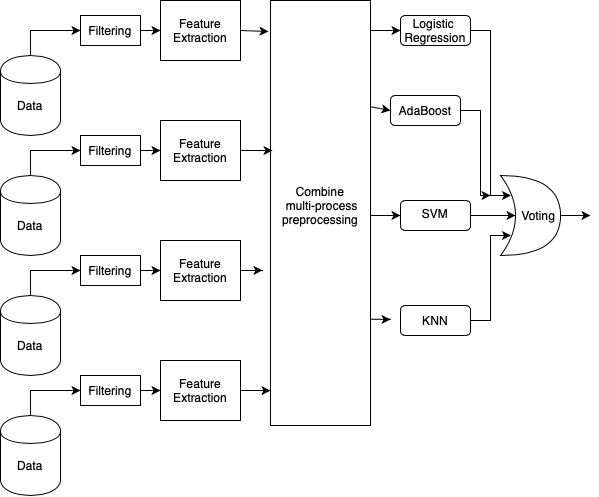 Filtering
Feature
Extraction
Data
Filtering
Feature
Extraction
Data
Filtering
Feature
Extraction
Data
Filtering
Feature
Extraction
Data
Combine
multi-process
preprocessing
Logistic
Regression
AdaBoost
SVM
KNN
Voting